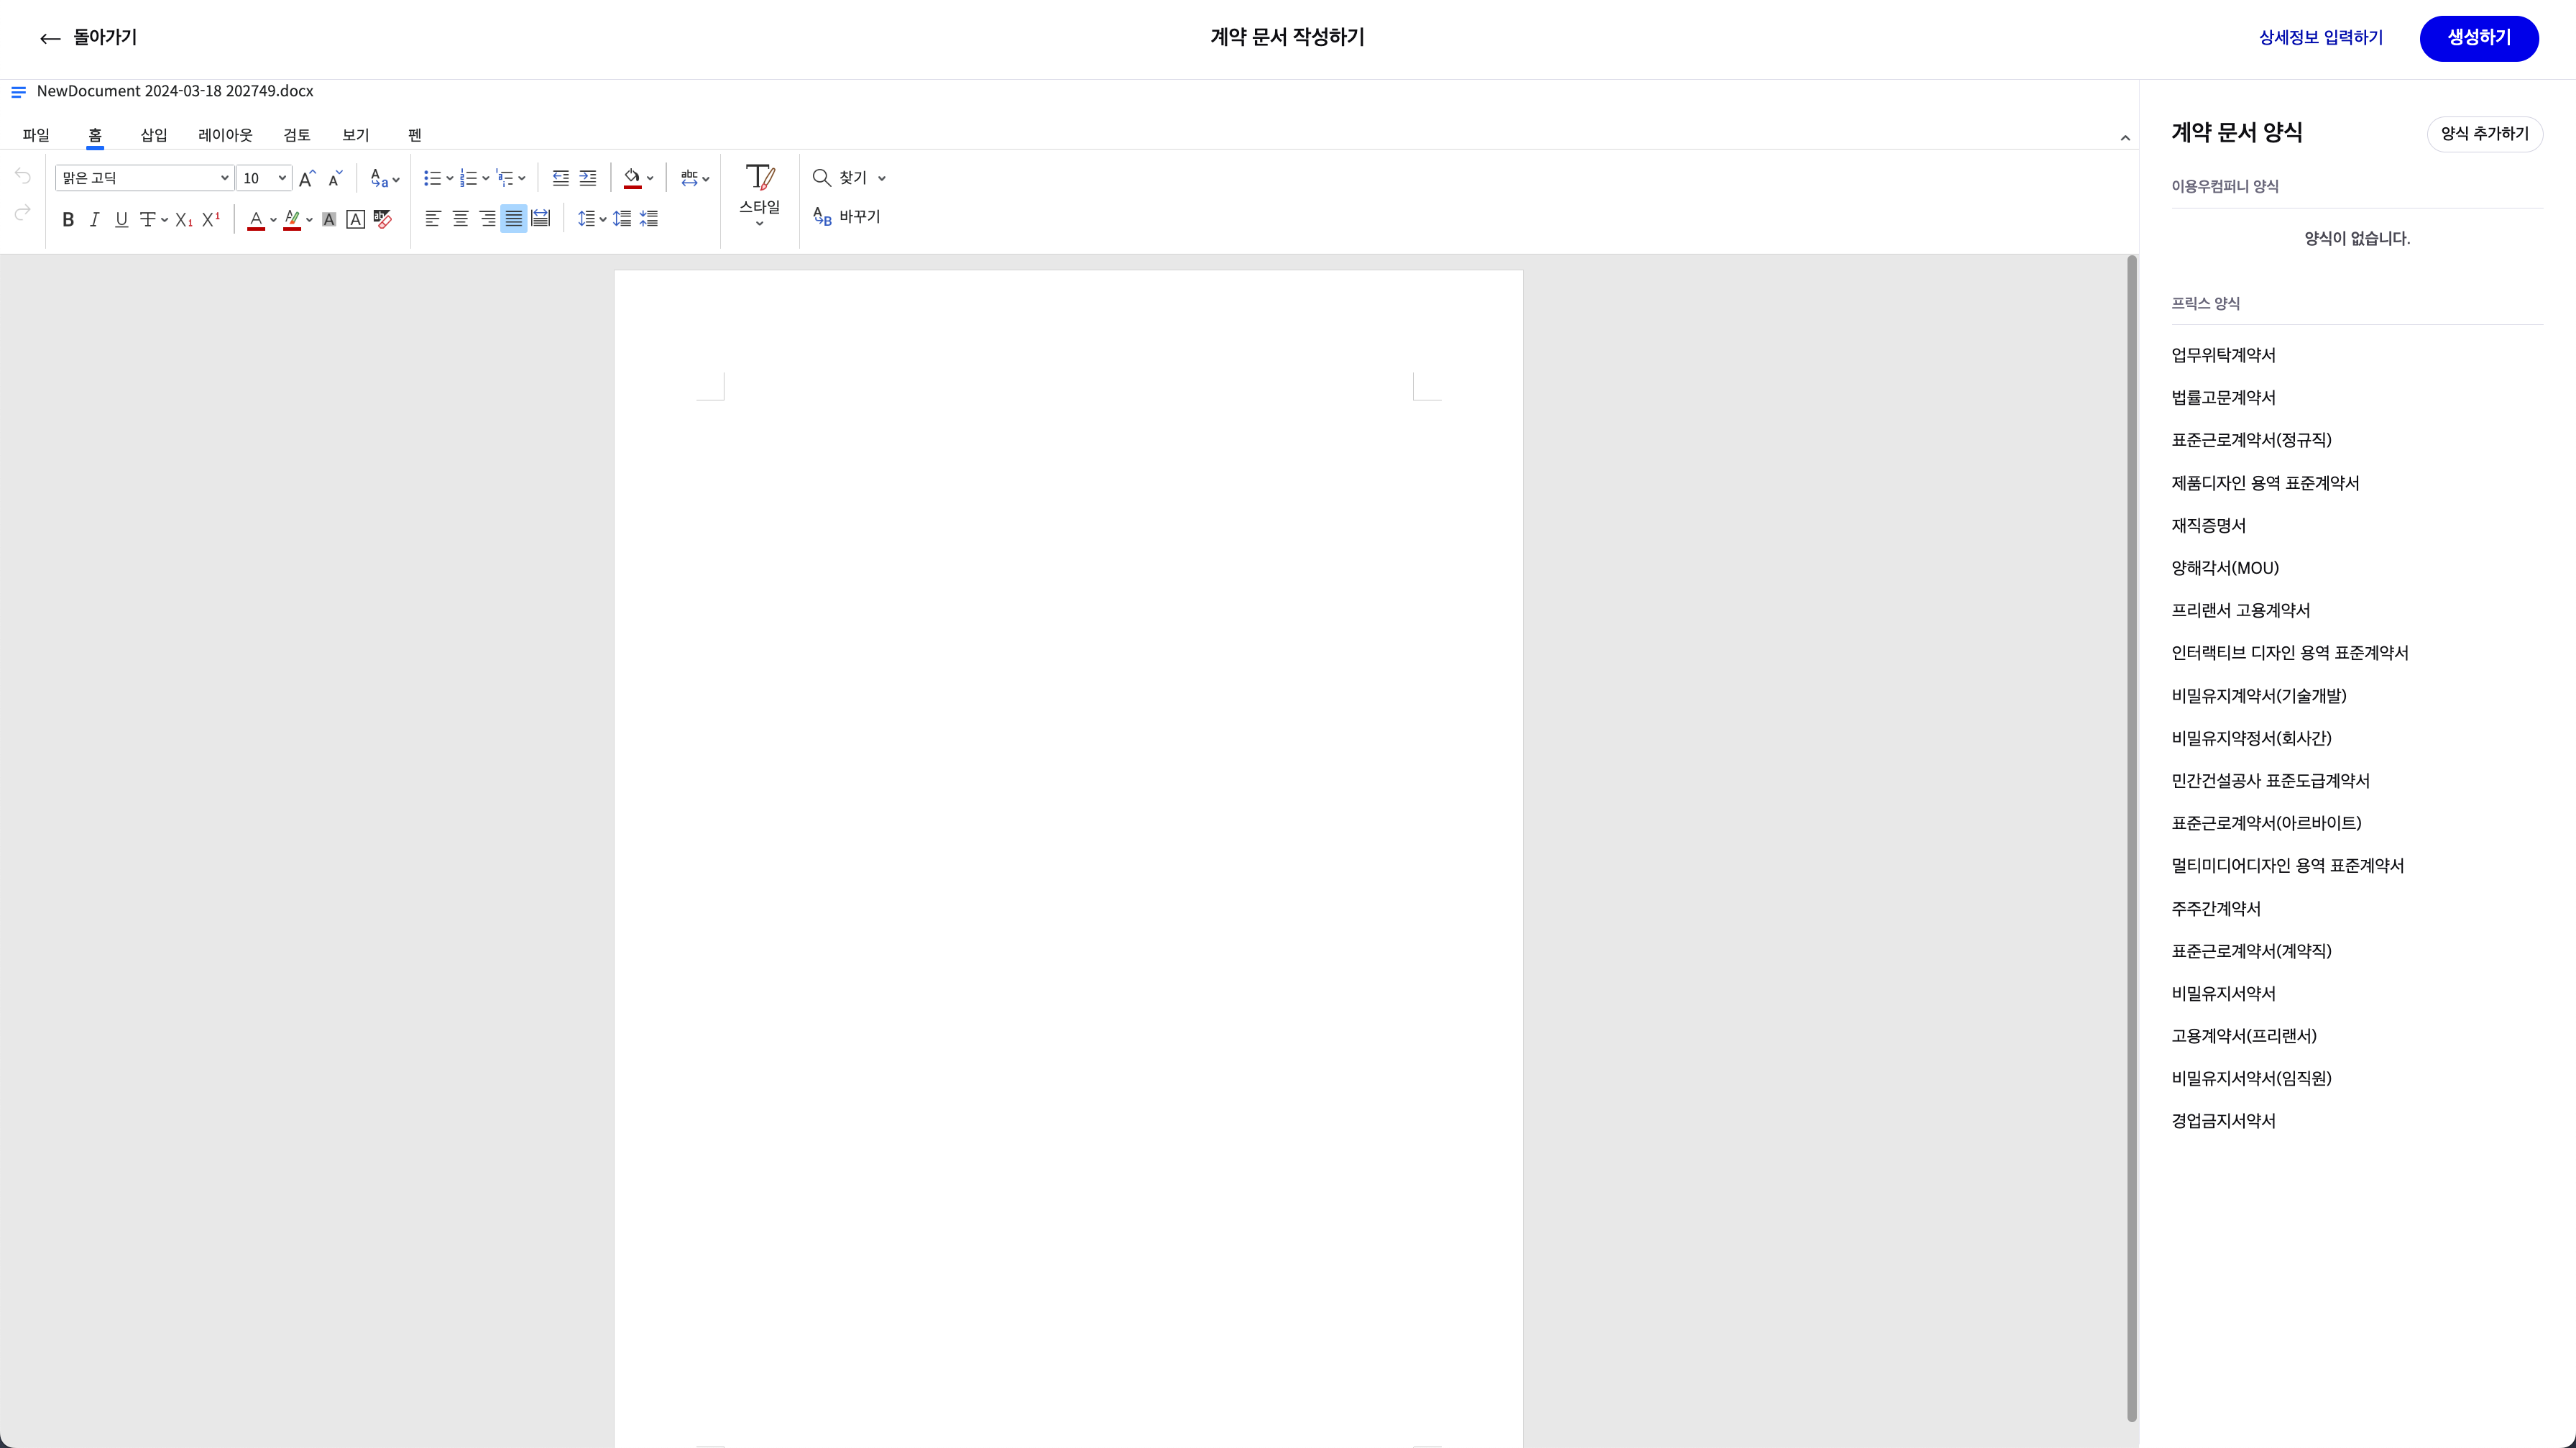 돌아가기
계약 문서 작성하기
상세정보 입력하기
생성하기
NewDocument 2024-03-18 202749.docx
파일 홈 삽입 레이아웃 검토 보기 펜
맑은 고딕 10
abc
스타일
찾기
바꾸기
계약 문서 양식
양식 추가하기
이용우컴퍼니 양식
양식이 없습니다.
프릭스 양식
업무위탁계약서
법률고문계약서
표준근로계약서(정규직)
제품디자인 용역 표준계약서
재직증명서
양해각서(MOU)
프리랜서 고용계약서
인터랙티브 디자인 용역 표준계약서
비밀유지계약서(기술개발)
비밀유지약정서(회사간)
민간건설공사 표준도급계약서
표준근로계약서(아르바이트)
멀티미디어디자인 용역 표준계약서
주주간계약서
표준근로계약서(계약직)
비밀유지서약서
고용계약서(프리랜서)
비밀유지서약서(임직원)
경업금지서약서